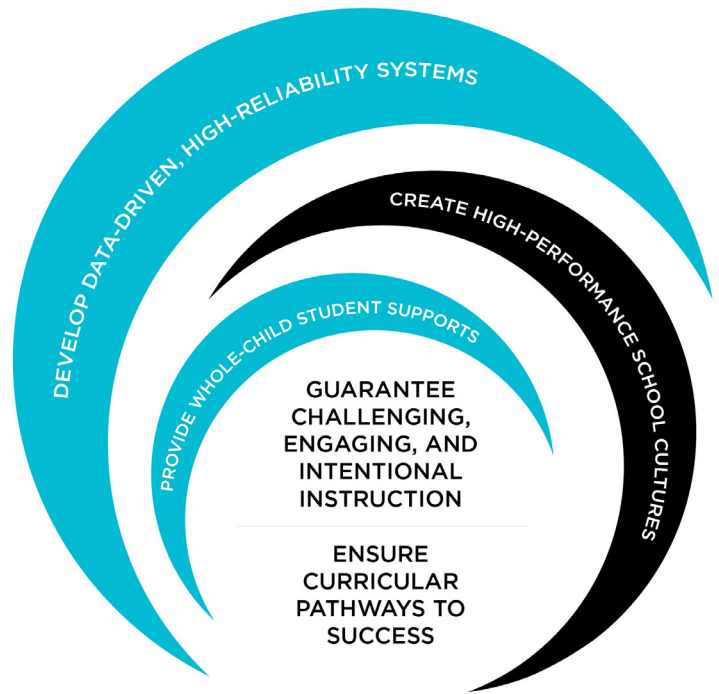 DEVELOP DATA-DRIVEN, HIGH-RELIABILITY SYSTEMS
CREATE HIGH-PERFORMANCE SCHOOL CULTURES
PROVIDE WHOLE-CHILD STUDENT SUPPORTS
GUARANTEE
CHALLENGING,
ENGAGING, AND
INTENTIONAL
INSTRUCTION
ENSURE
CURRICULAR
PATHWAYS TO
SUCCESS